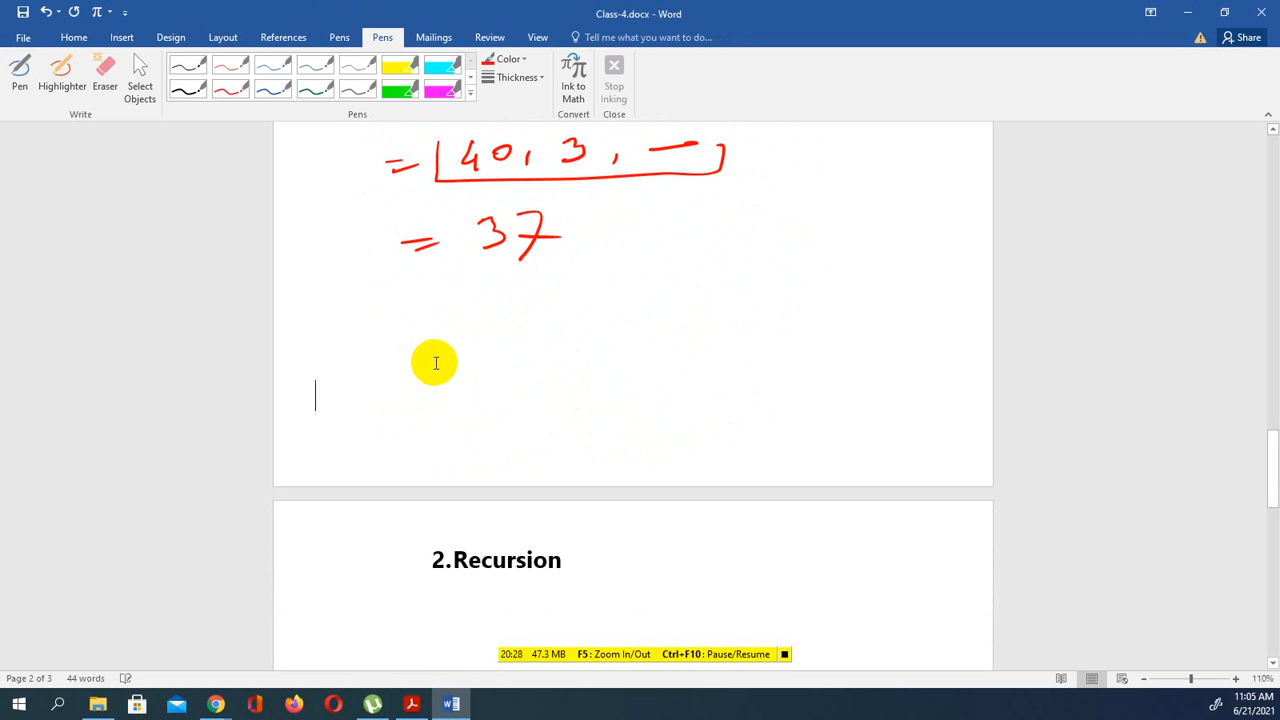 Class-4.docx - Word
File Home Insert Design Layout References Pens Pens Mailings Review View Help Tell me what you want to do... Share
Pen Highlighter Eraser Select Objects Color Thickness Ink to Math Stop Inking
Write Pens Convert Close
= 40, 3, —
= 37
2.Recursion
20:28 47.3 MB F5: Zoom In/Out Ctrl+F10: Pause/Resume
Page 2 of 3 44 words 110%
11:05 AM
6/21/2021